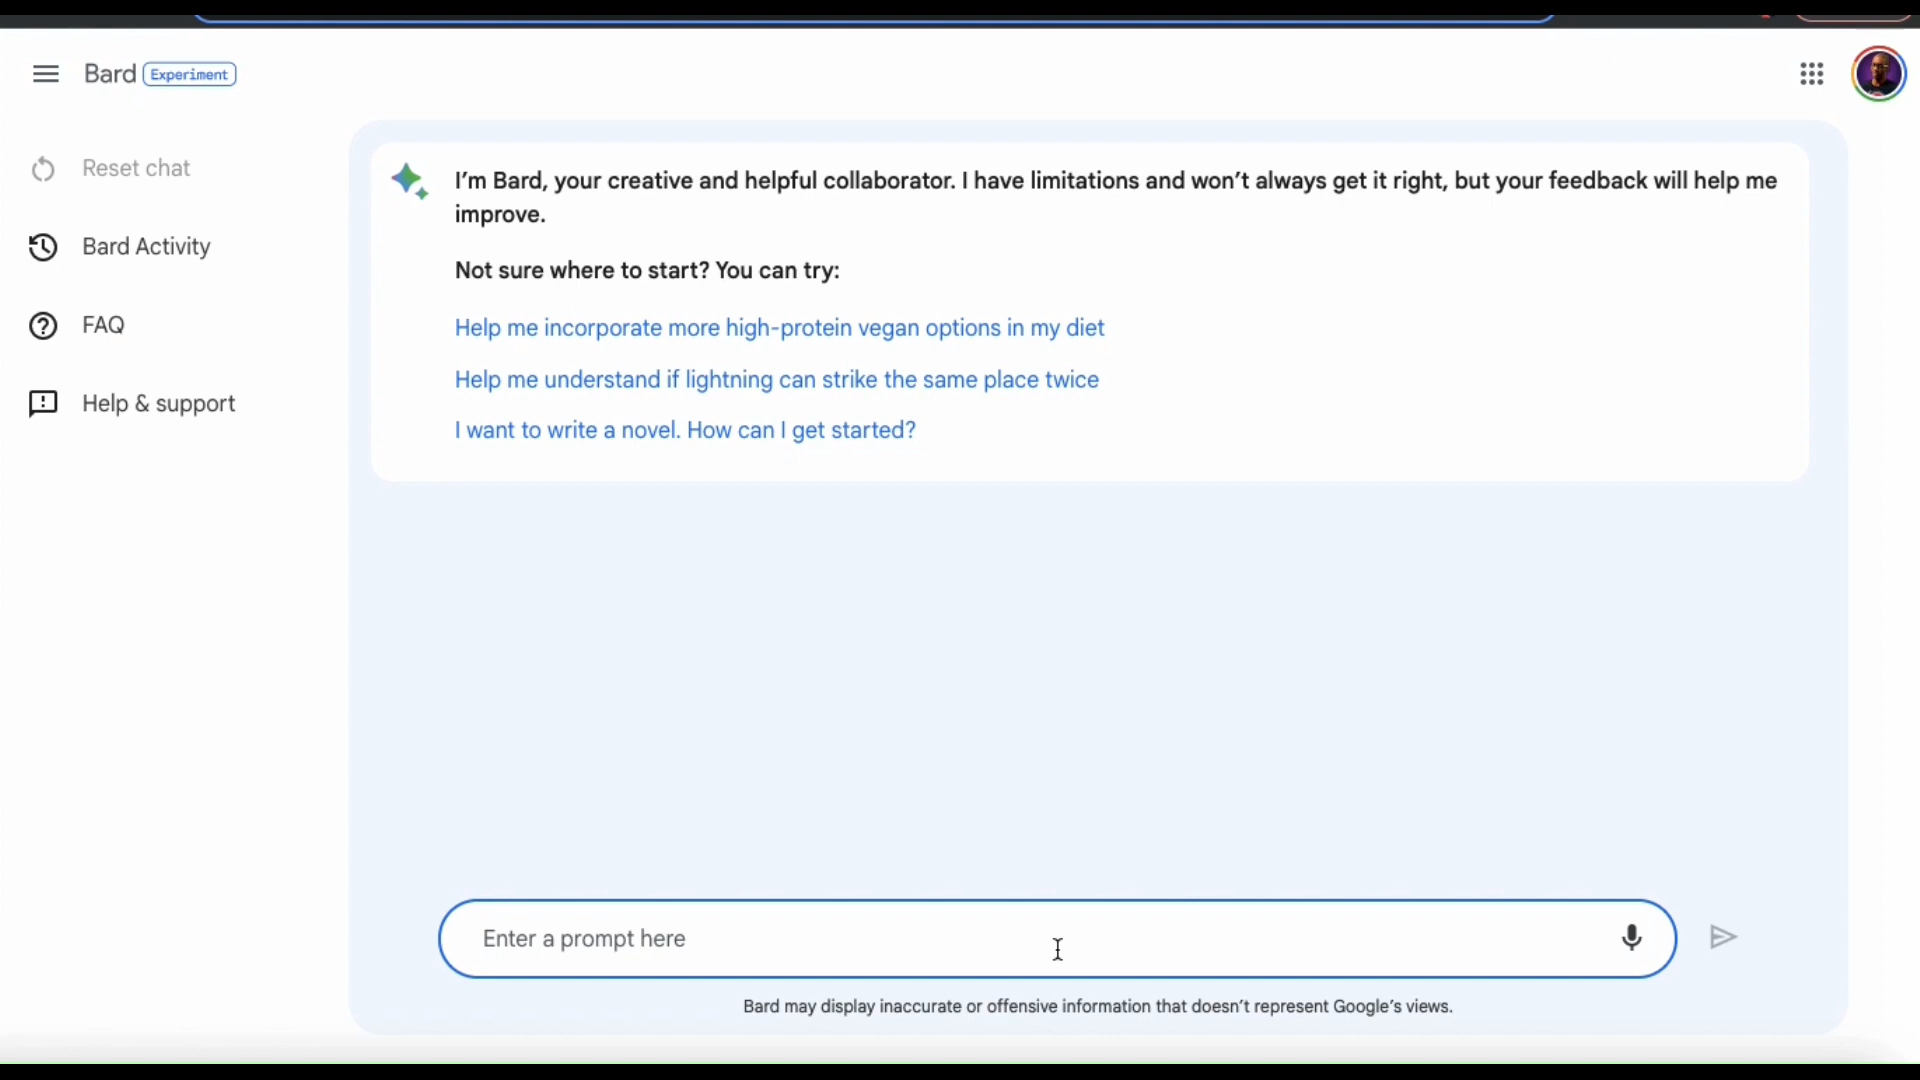 Bard Experiment
Reset chat
Bard Activity
FAQ
Help & support
I’m Bard, your creative and helpful collaborator. I have limitations and won’t always get it right, but your feedback will help me
improve.
Not sure where to start? You can try:
Help me incorporate more high-protein vegan options in my diet
Help me understand if lightning can strike the same place twice
I want to write a novel. How can I get started?
Enter a prompt here
Bard may display inaccurate or offensive information that doesn’t represent Google’s views.